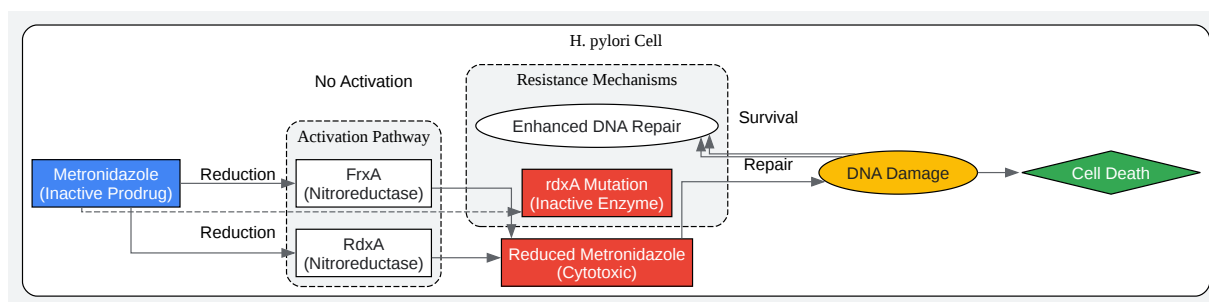 H. pylori Cell
No Activation
Resistance Mechanisms
Enhanced DNA Repair
Survival
Activation Pathway
Metronidazole
(Inactive Prodrug)
Reduction
FrxA
(Nitroreductase)
rdxA Mutation
(Inactive Enzyme)
Repair
DNA Damage
Cell Death
Reduction
RdxA
(Nitroreductase)
Reduced Metronidazole
(Cytotoxic)